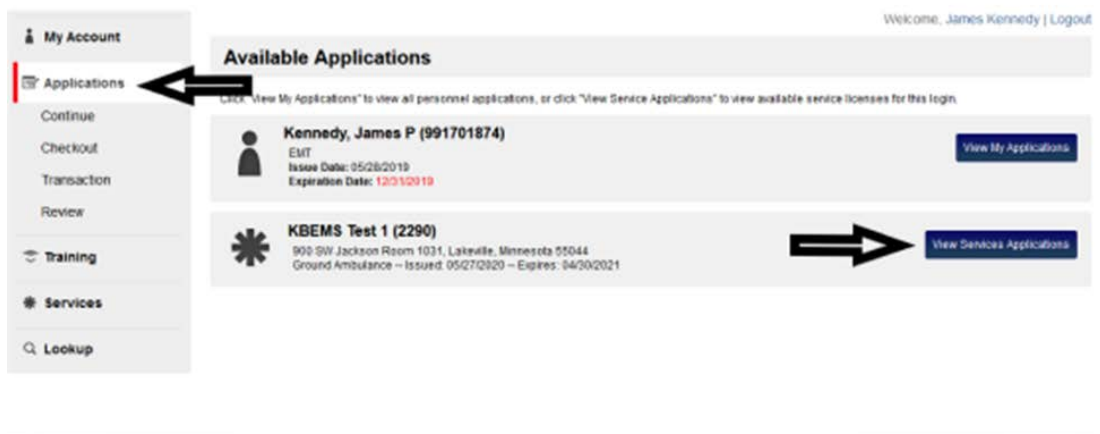 Welcome, James Kennedy | Logout
My Account
Applications
Continue
Checkout
Transaction
Review
Training
Services
Lookup
Available Applications
Click "View My Applications" to view all personnel applications, or click "View Service Applications" to view available service licenses for this login.
Kennedy, James P (991701874)
EMT
Issue Date: 05/28/2019
Expiration Date: 12/31/2019
View My Applications
KBEMS Test 1 (2290)
900 SW Jackson Room 1031, Lakeville, Minnesota 55044
Ground Ambulance -- Issued: 05/27/2020 -- Expires: 04/30/2021
View Services Applications